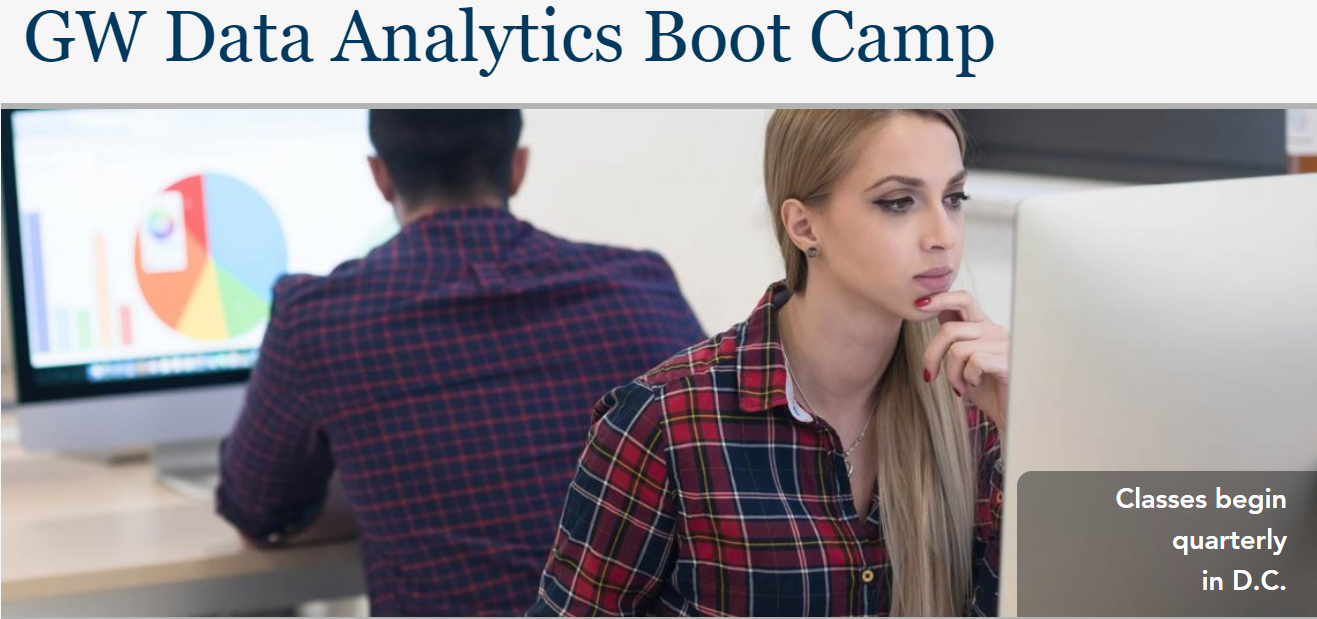 GW Data Analytics Boot Camp
Classes begin
quarterly
in D.C.